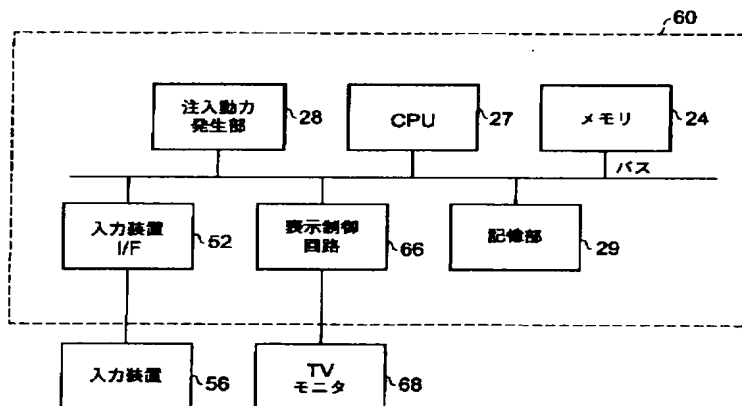 60
注入動力
発生部
28
CPU
27
メモリ
24
バス
入力装置
I/F
52
表示制御
回路
66
記憶部
29
入力装置
56
TV
モニタ
68